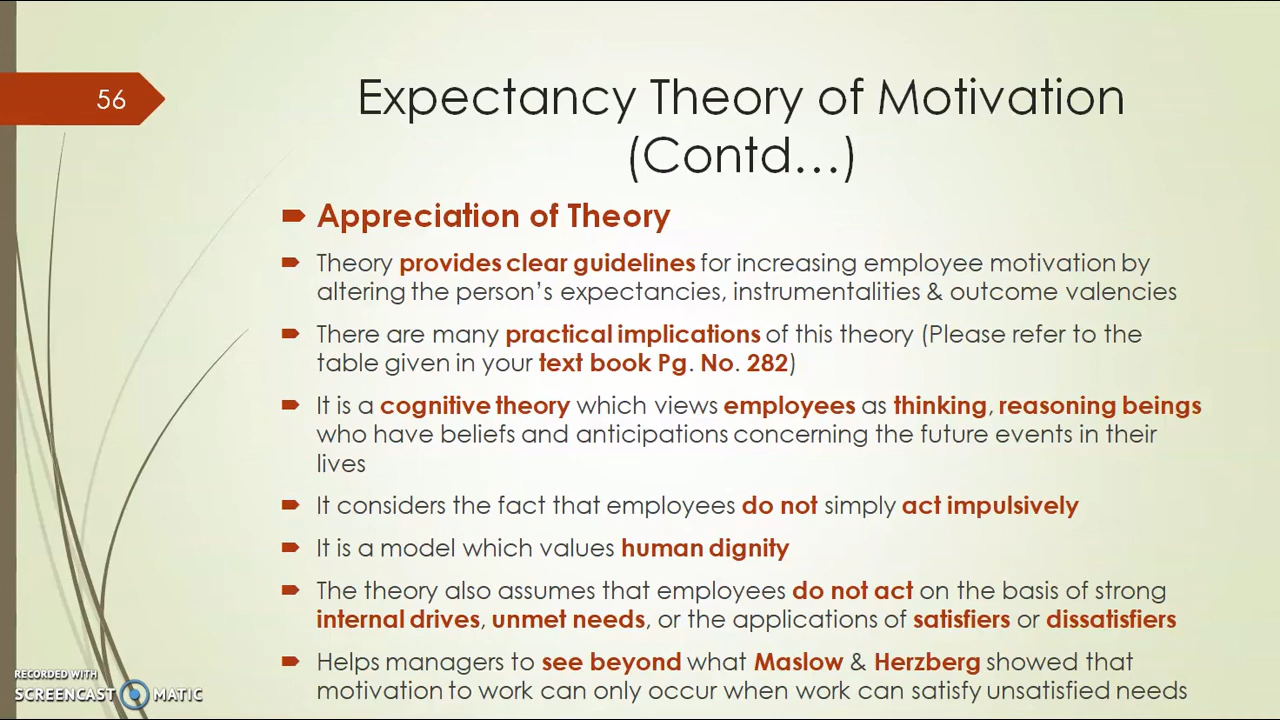 56
Expectancy Theory of Motivation
(Contd...)
Appreciation of Theory
Theory provides clear guidelines for increasing employee motivation by
altering the person's expectancies, instrumentalities & outcome valencies
There are many practical implications of this theory (Please refer to the
table given in your text book Pg. No. 282)
It is a cognitive theory which views employees as thinking, reasoning beings
who have beliefs and anticipations concerning the future events in their
lives
It considers the fact that employees do not simply act impulsively
It is a model which values human dignity
The theory also assumes that employees do not act on the basis of strong
internal drives, unmet needs, or the applications of satisfiers or dissatisfiers
Helps managers to see beyond what Maslow & Herzberg showed that
motivation to work can only occur when work can satisfy unsatisfied needs
RECORDED WITH
SCREENCAST MATIC